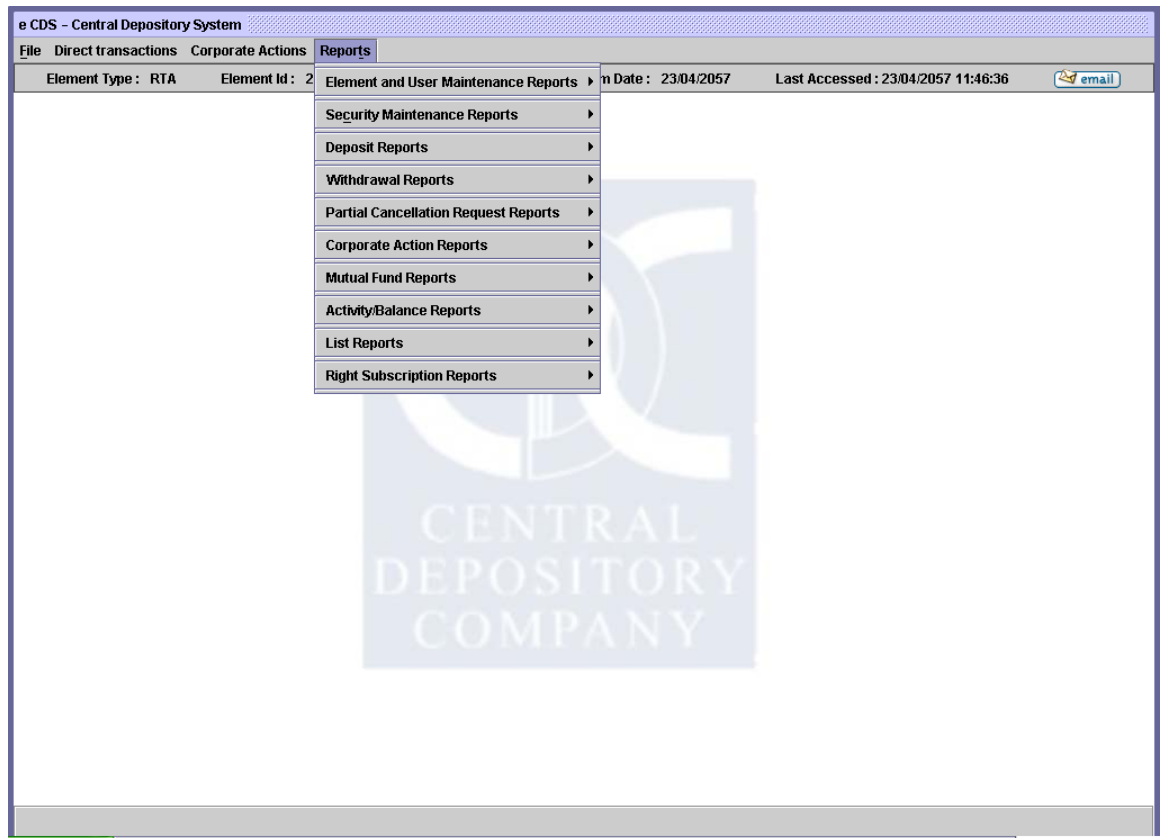 e CDS – Central Depository System
File Direct transactions Corporate Actions Reports
Element Type : RTA Element Id : 2 m Date : 23/04/2057 Last Accessed : 23/04/2057 11:46:36 email
Element and User Maintenance Reports
Security Maintenance Reports
Deposit Reports
Withdrawal Reports
Partial Cancellation Request Reports
Corporate Action Reports
Mutual Fund Reports
Activity/Balance Reports
List Reports
Right Subscription Reports
CENTRAL
DEPOSITORY
COMPANY